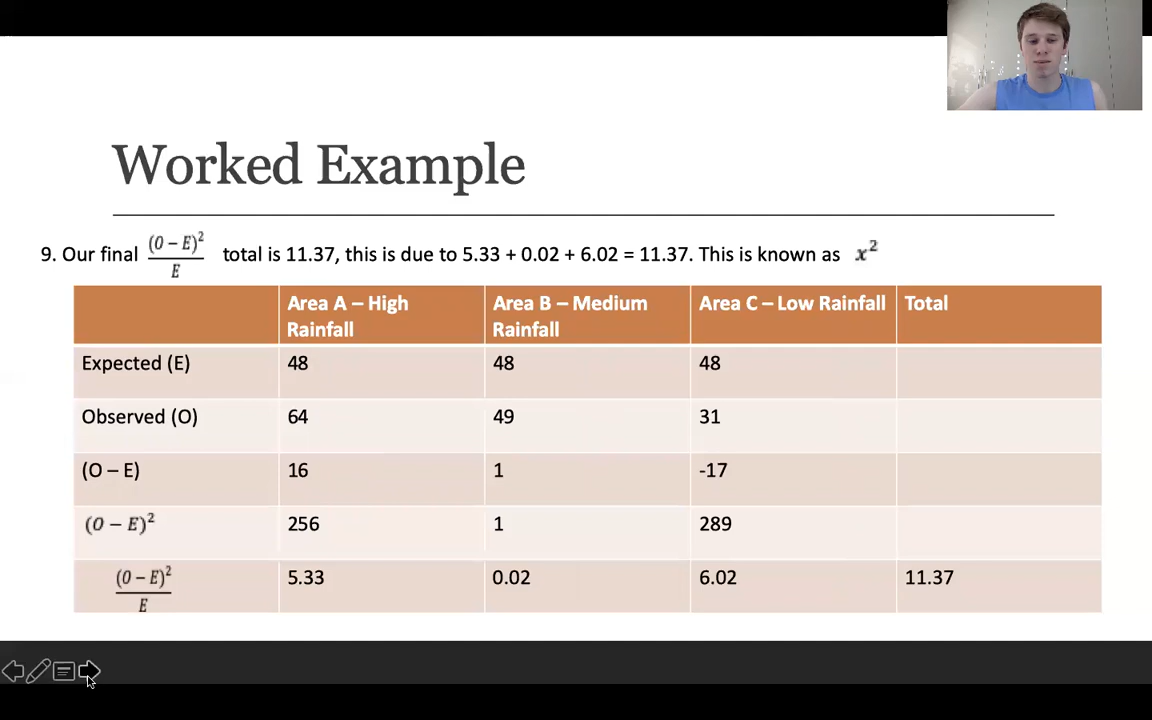 Worked Example
9. Our final (O – E)² / E total is 11.37, this is due to 5.33 + 0.02 + 6.02 = 11.37. This is known as x²
Area A – High Rainfall Area B – Medium Rainfall Area C – Low Rainfall Total
Expected (E) 48 48 48
Observed (O) 64 49 31
(O – E) 16 1 -17
(O – E)² 256 1 289
(O – E)² / E 5.33 0.02 6.02 11.37